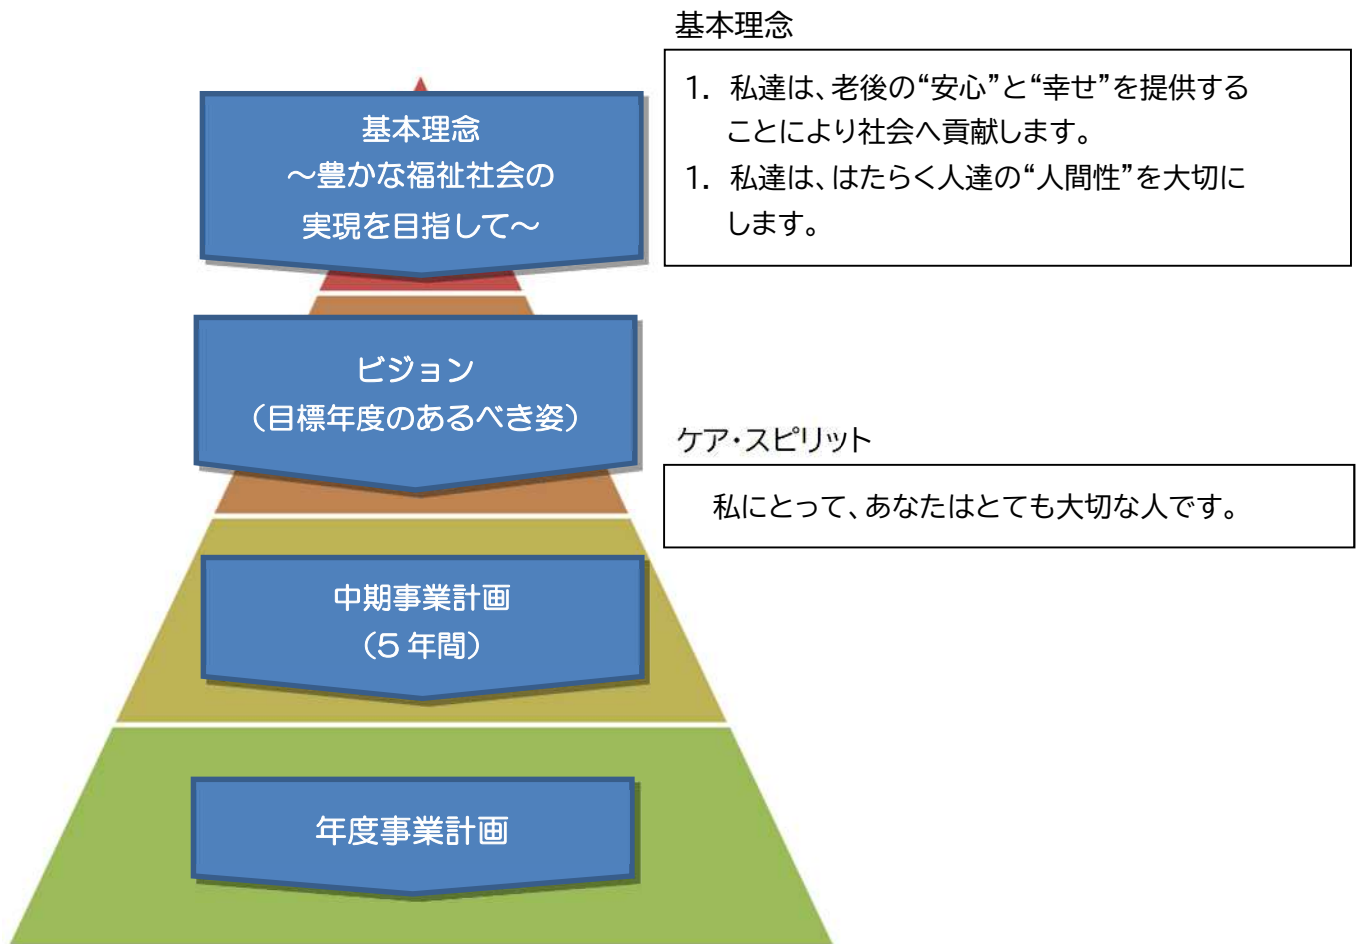 基本理念
1. 私達は、老後の“安心”と“幸せ”を提供する
ことにより社会へ貢献します。
1. 私達は、はたらく人達の“人間性”を大切に
します。
基本理念
～豊かな福祉社会の
実現を目指して～
ビジョン
（目標年度のあるべき姿）
ケア・スピリット
私にとって、あなたはとても大切な人です。
中期事業計画
（5 年間）
年度事業計画